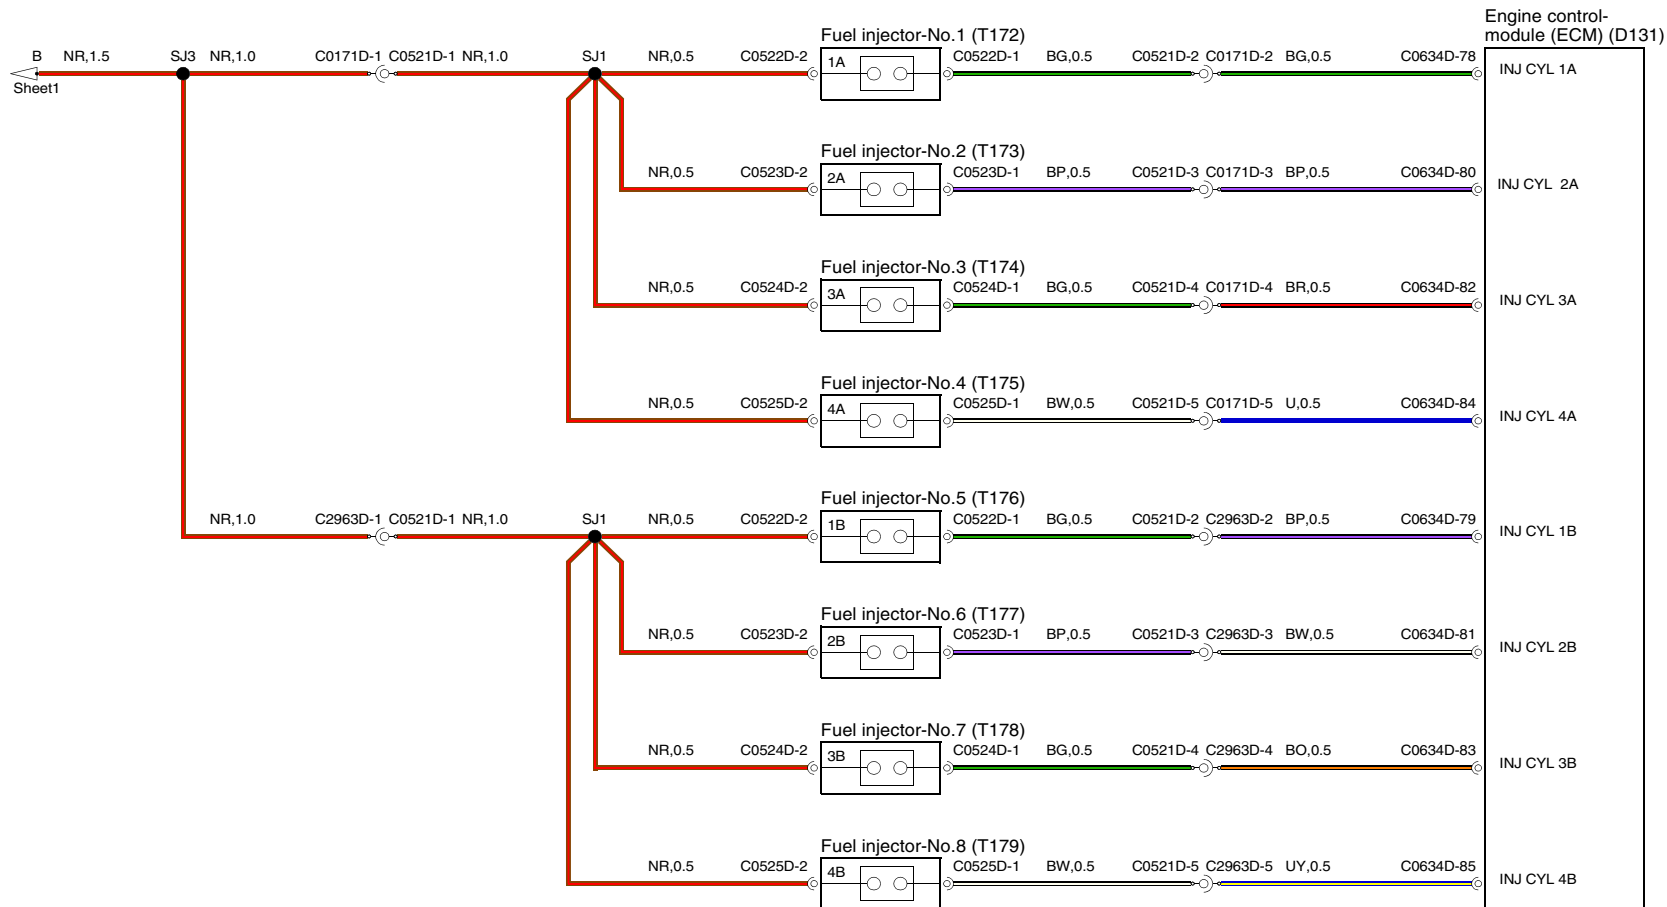 Engine control-
module (ECM) (D131)
Fuel injector-No.1 (T172)
B NR,1.5 SJ3 NR,1.0 C0171D-1 C0521D-1 NR,1.0 SJ1 NR,0.5 C0522D-2 1A C0522D-1 BG,0.5 C0521D-2 C0171D-2 BG,0.5 C0634D-78 INJ CYL 1A
Sheet1
Fuel injector-No.2 (T173)
NR,0.5 C0523D-2 2A C0523D-1 BP,0.5 C0521D-3 C0171D-3 BP,0.5 C0634D-80 INJ CYL 2A
Fuel injector-No.3 (T174)
NR,0.5 C0524D-2 3A C0524D-1 BG,0.5 C0521D-4 C0171D-4 BR,0.5 C0634D-82 INJ CYL 3A
Fuel injector-No.4 (T175)
NR,0.5 C0525D-2 4A C0525D-1 BW,0.5 C0521D-5 C0171D-5 U,0.5 C0634D-84 INJ CYL 4A
Fuel injector-No.5 (T176)
NR,1.0 C2963D-1 C0521D-1 NR,1.0 SJ1 NR,0.5 C0522D-2 1B C0522D-1 BG,0.5 C0521D-2 C2963D-2 BP,0.5 C0634D-79 INJ CYL 1B
Fuel injector-No.6 (T177)
NR,0.5 C0523D-2 2B C0523D-1 BP,0.5 C0521D-3 C2963D-3 BW,0.5 C0634D-81 INJ CYL 2B
Fuel injector-No.7 (T178)
NR,0.5 C0524D-2 3B C0524D-1 BG,0.5 C0521D-4 C2963D-4 BO,0.5 C0634D-83 INJ CYL 3B
Fuel injector-No.8 (T179)
NR,0.5 C0525D-2 4B C0525D-1 BW,0.5 C0521D-5 C2963D-5 UY,0.5 C0634D-85 INJ CYL 4B